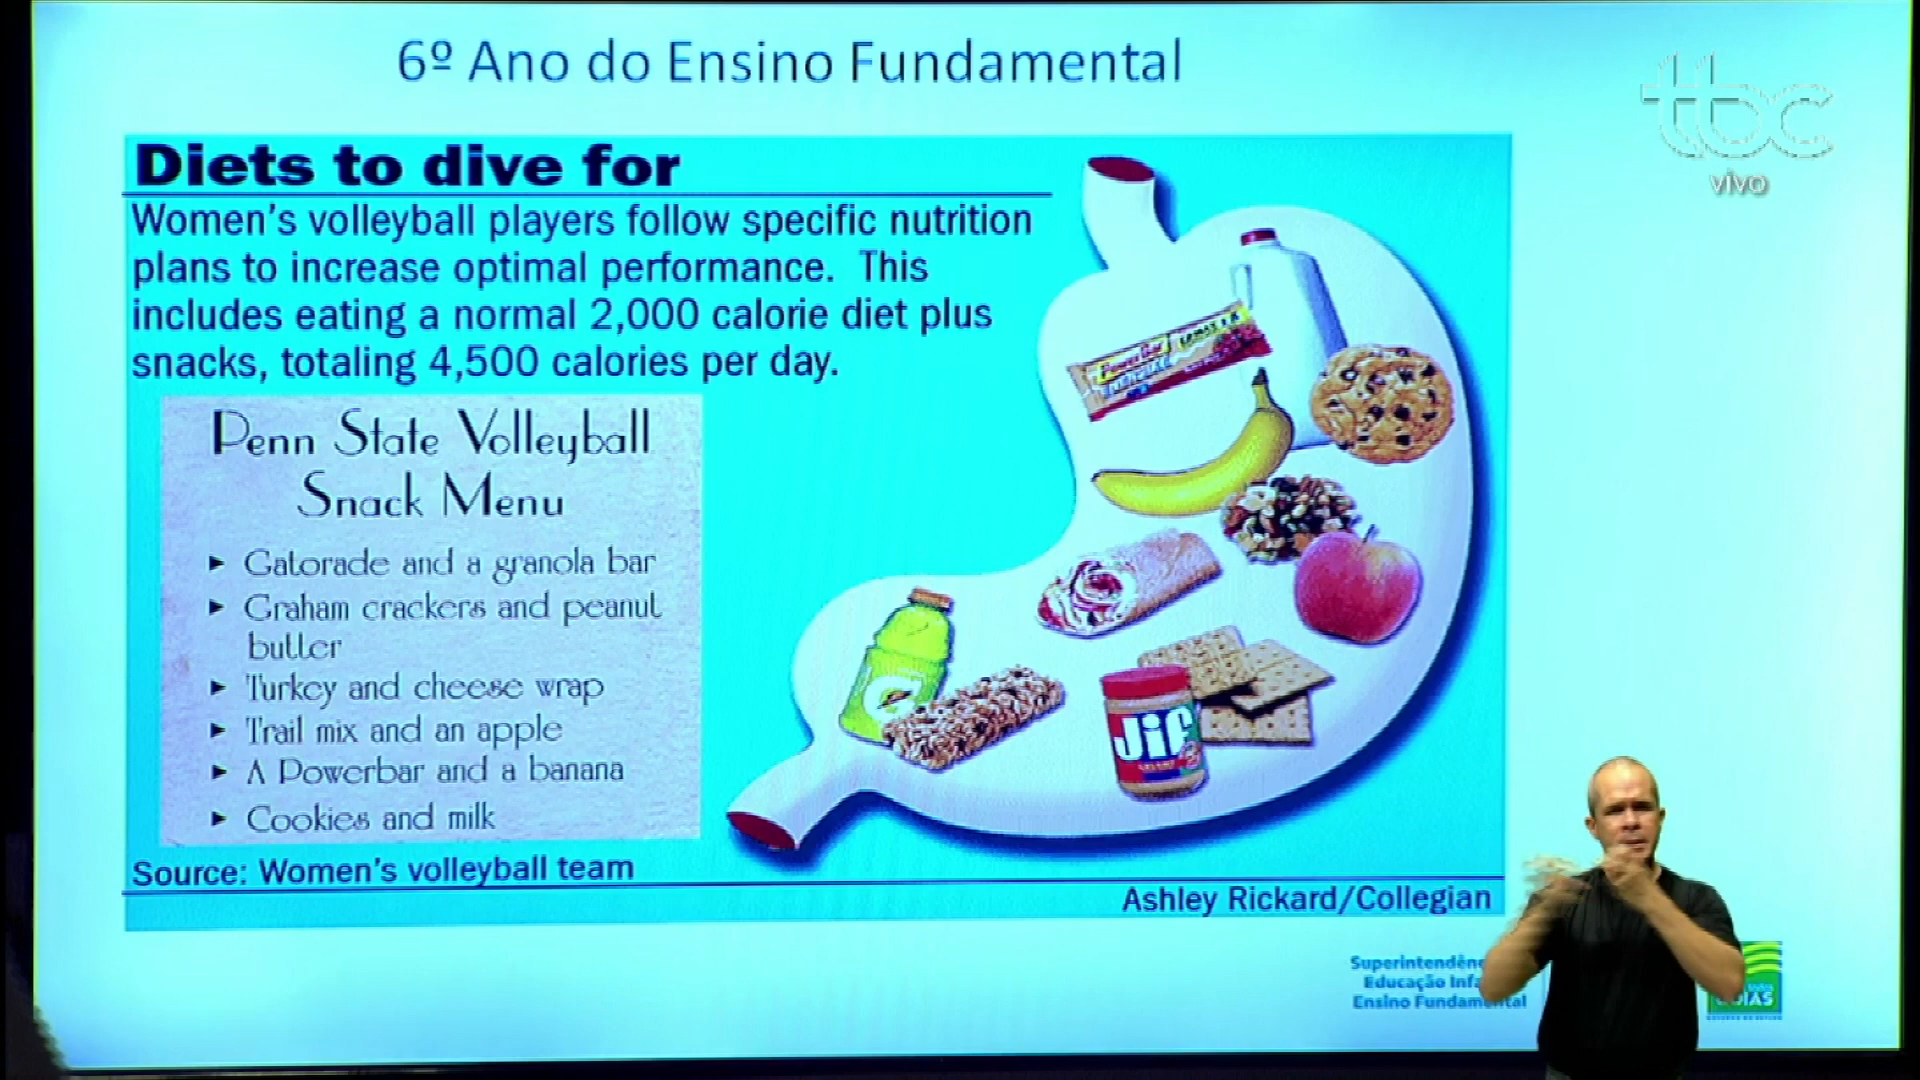 6º Ano do Ensino Fundamental
tbc
vivo
Diets to dive for
Women's volleyball players follow specific nutrition
plans to increase optimal performance. This
includes eating a normal 2,000 calorie diet plus
snacks, totaling 4,500 calories per day.
Penn State Volleyball
Snack Menu
► Gatorade and a granola bar
► Graham crackers and peanut
butter
► Turkey and cheese wrap
► Trail mix and an apple
► A Powerbar and a banana
► Cookies and milk
Jif
Source: Women's volleyball team
Ashley Rickard/Collegian
Educação
Ensino Fundamental